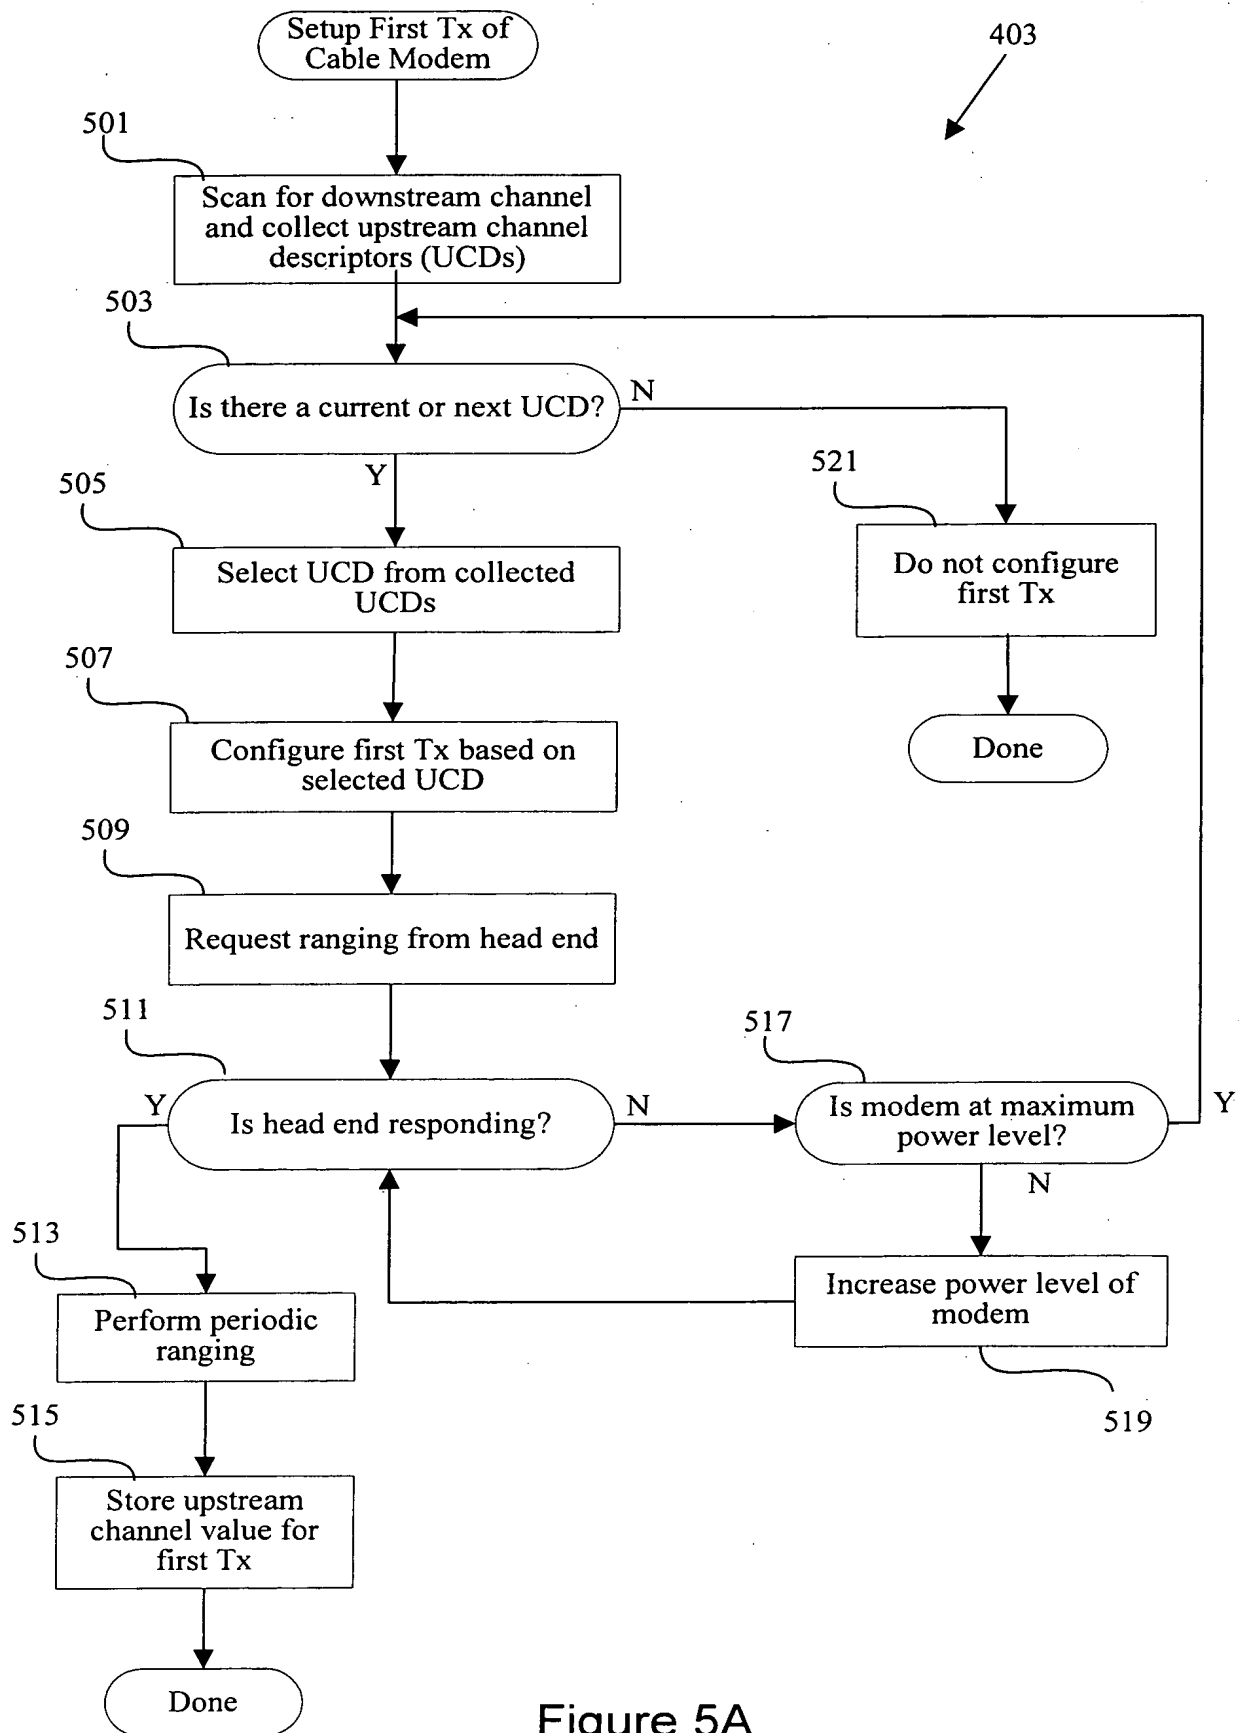 Setup First Tx of
Cable Modem
403
501
Scan for downstream channel
and collect upstream channel
descriptors (UCDs)
503
Is there a current or next UCD?
N
Y
505
Select UCD from collected
UCDs
521
Do not configure
first Tx
507
Configure first Tx based on
selected UCD
Done
509
Request ranging from head end
511
Y
Is head end responding?
N
517
Is modem at maximum
power level?
Y
N
513
Perform periodic
ranging
Increase power level of
modem
519
515
Store upstream
channel value for
first Tx
Done
Figure 5A